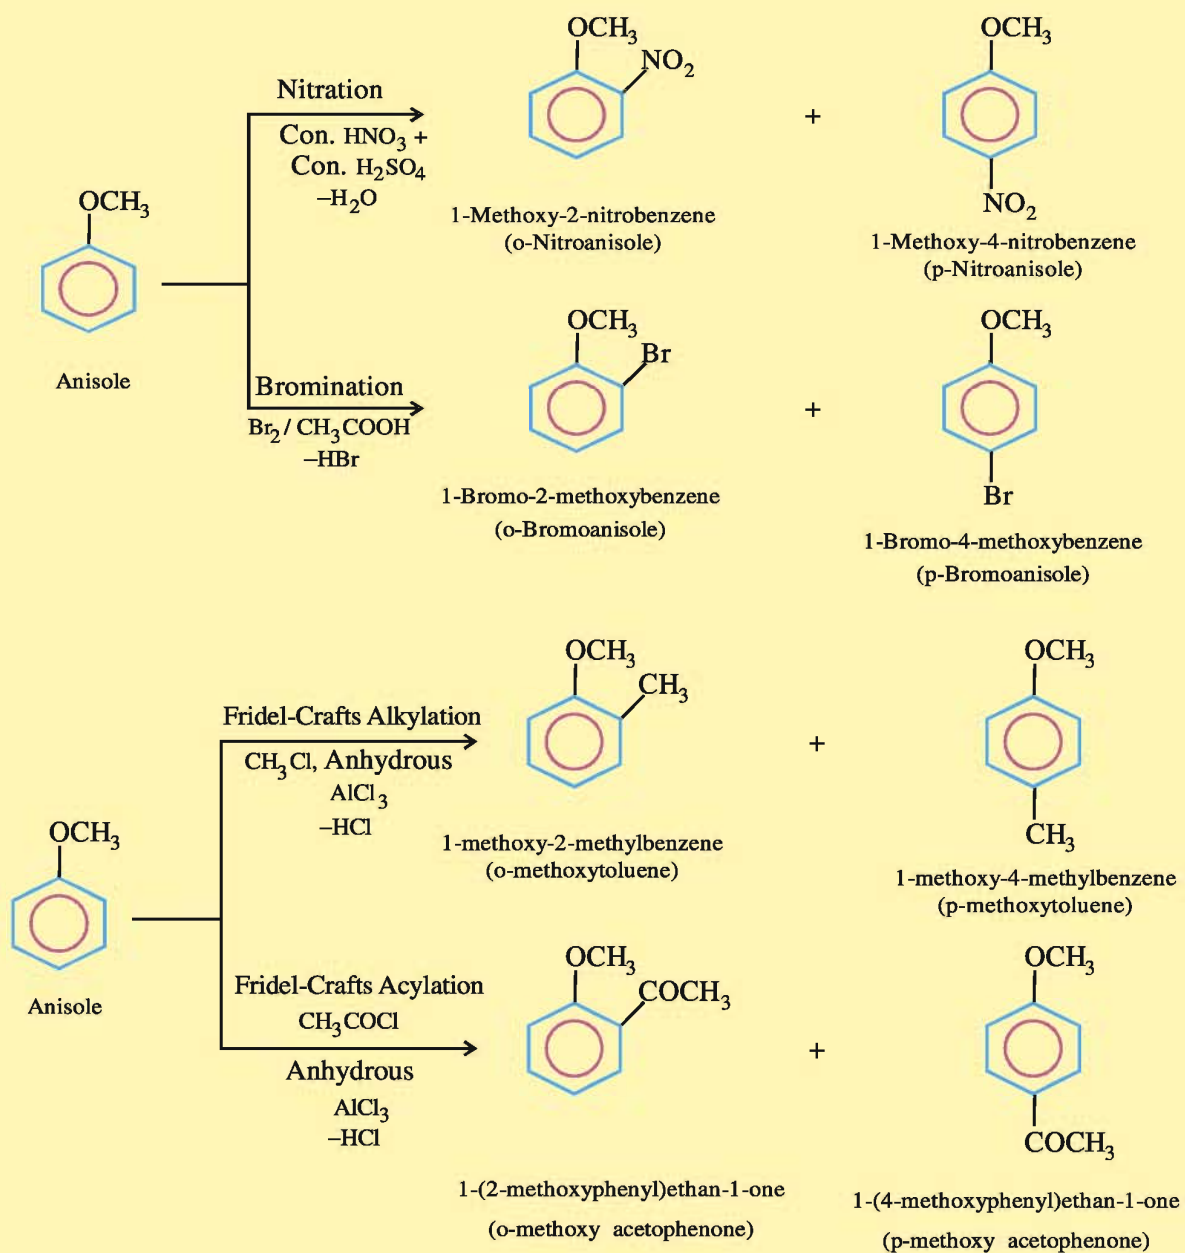 OCH3
NO2
OCH3
Nitration
Con. HNO3 +
Con. H2SO4
–H2O
+
NO2
1-Methoxy-2-nitrobenzene
(o-Nitroanisole)
1-Methoxy-4-nitrobenzene
(p-Nitroanisole)
OCH3
Anisole
OCH3
Br
OCH3
Bromination
Br2 / CH3COOH
–HBr
+
Br
1-Bromo-2-methoxybenzene
(o-Bromoanisole)
1-Bromo-4-methoxybenzene
(p-Bromoanisole)
OCH3
CH3
OCH3
Fridel-Crafts Alkylation
CH3Cl, Anhydrous
AlCl3
–HCl
+
CH3
1-methoxy-2-methylbenzene
(o-methoxytoluene)
1-methoxy-4-methylbenzene
(p-methoxytoluene)
OCH3
Anisole
OCH3
COCH3
OCH3
Fridel-Crafts Acylation
CH3COCl
Anhydrous
AlCl3
–HCl
+
COCH3
1-(2-methoxyphenyl)ethan-1-one
(o-methoxy acetophenone)
1-(4-methoxyphenyl)ethan-1-one
(p-methoxy acetophenone)